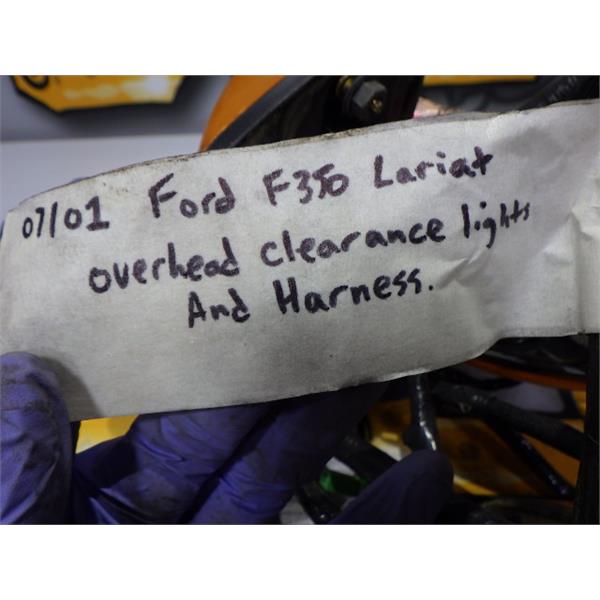 07/01 Ford F350 Lariat
overhead clearance lights
And Harness.